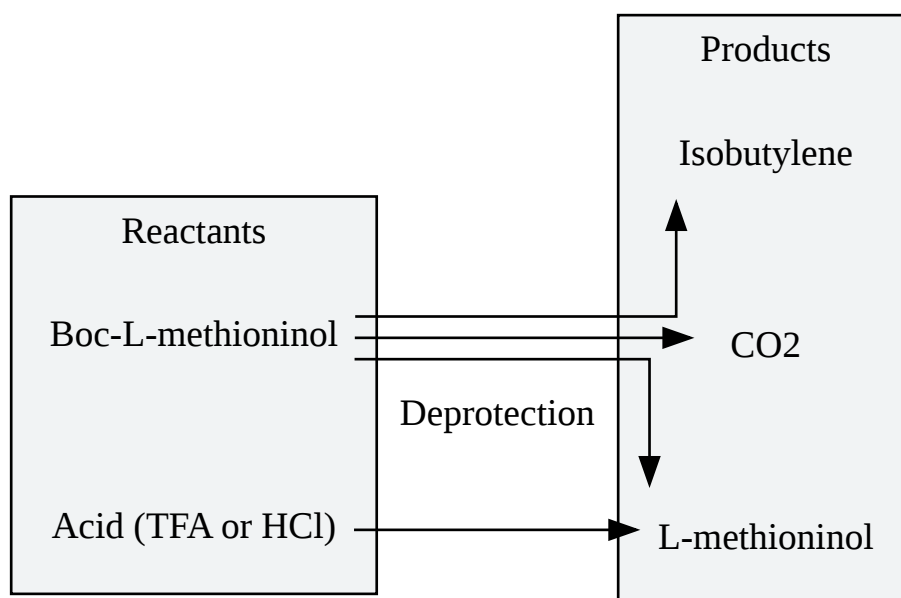 Products
Isobutylene
Reactants
Boc-L-methioninol
CO2
Deprotection
Acid (TFA or HCl)
L-methioninol